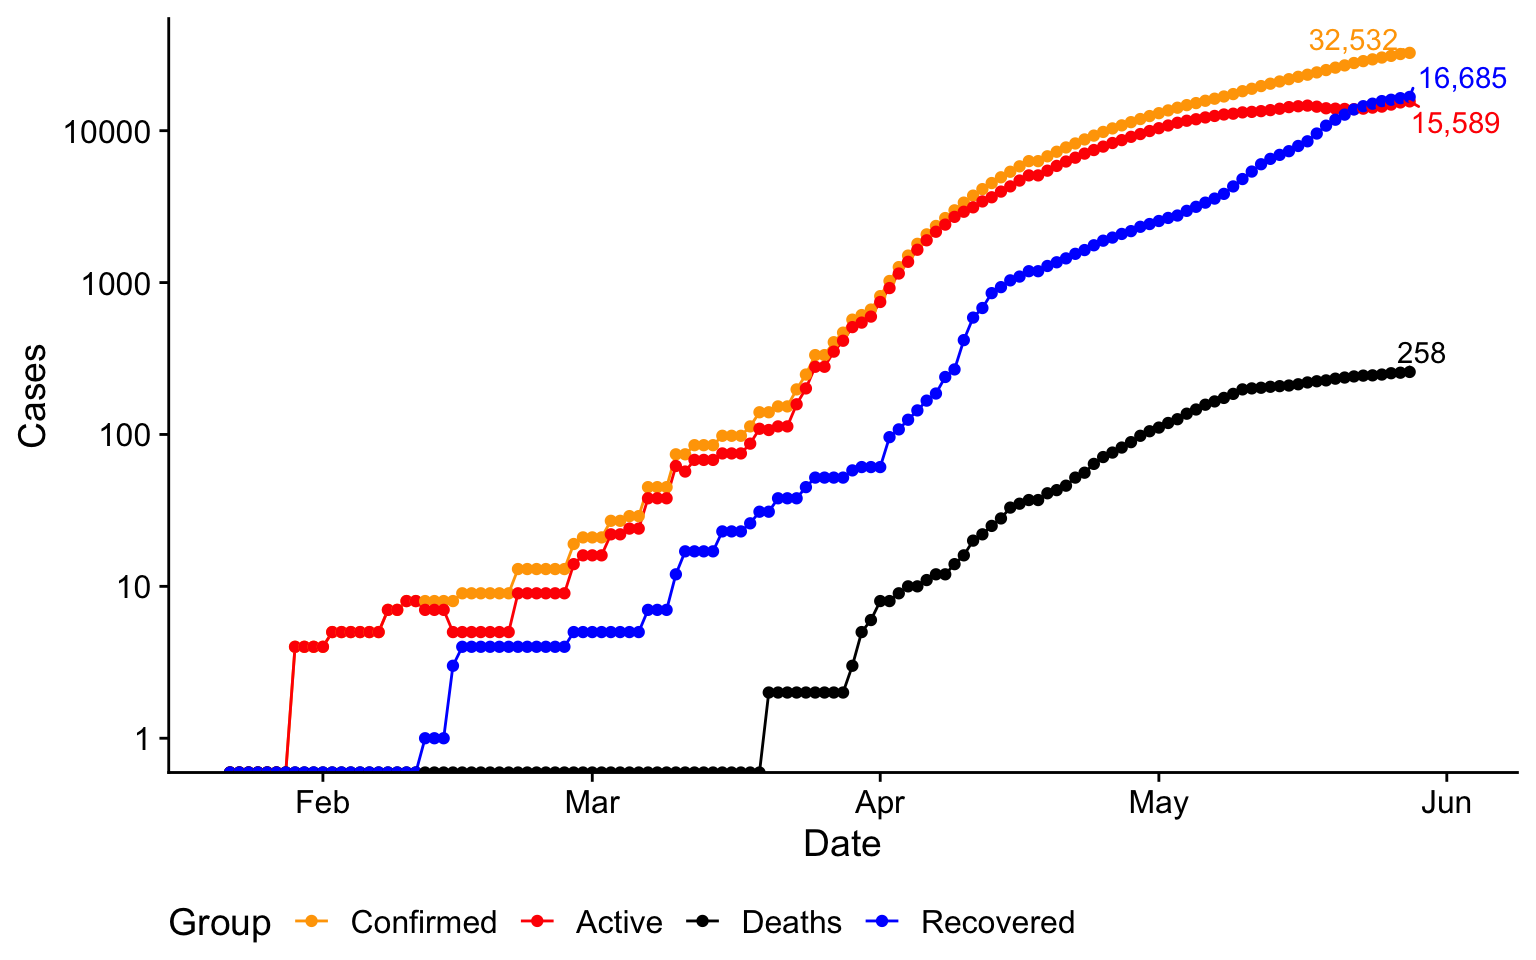 32,532
16,685
15,589
258
10000
1000
100
10
1
Cases
Feb Mar Apr May Jun
Date
Group Confirmed Active Deaths Recovered